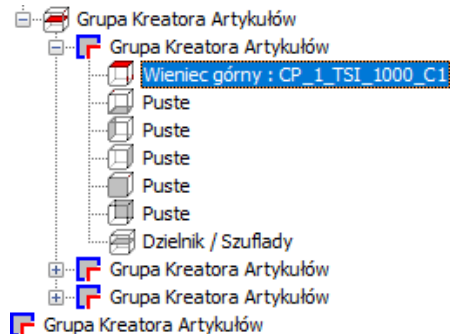 Grupa Kreatora Artykułów
Grupa Kreatora Artykułów
Wieniec górny : CP_1_TSI_1000_C1
Puste
Puste
Puste
Puste
Puste
Dzielnik / Szuflady
Grupa Kreatora Artykułów
Grupa Kreatora Artykułów
Grupa Kreatora Artykułów